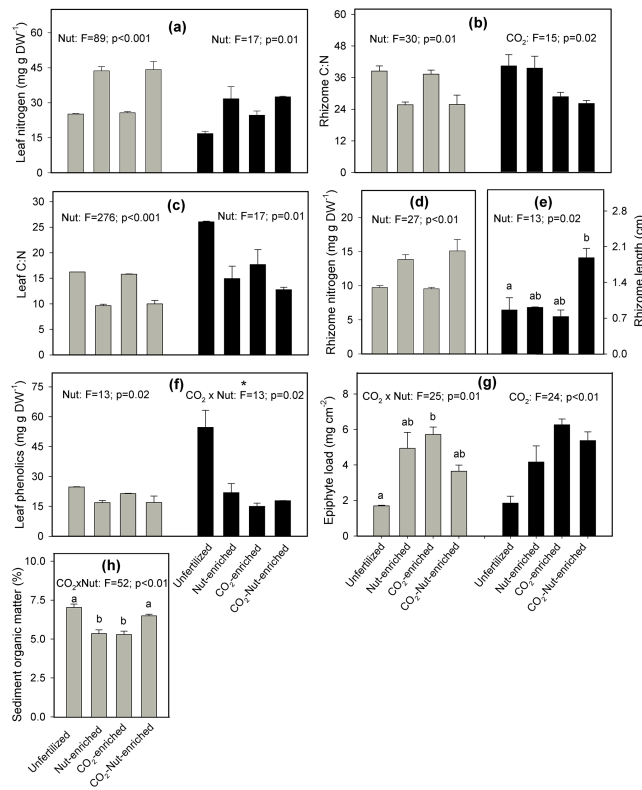 (a)
Nut: F=89; p<0.001
Nut: F=17; p=0.01
Leaf nitrogen (mg g DW⁻¹)
60
45
30
15
0
(b)
Nut: F=30; p=0.01
CO₂: F=15; p=0.02
Rhizome C:N
60
48
36
24
12
0
(c)
Nut: F=276; p<0.001
Nut: F=17; p=0.01
Leaf C:N
30
25
20
15
10
5
0
(d)
Nut: F=27; p<0.01
Rhizome nitrogen (mg g DW⁻¹)
20
15
10
5
0
(e)
Nut: F=13; p=0.02
a
ab
ab
b
Rhizome length (cm)
2.8
2.1
1.4
0.7
0.0
(f)
*
Nut: F=13; p=0.02
CO₂ x Nut: F=13; p=0.02
Leaf phenolics (mg g DW⁻¹)
75
60
45
30
15
0
Unfertilized
Nut-enriched
CO₂-enriched
CO₂-Nut-enriched
(g)
CO₂ x Nut: F=25; p=0.01
CO₂: F=24; p<0.01
a
ab
b
ab
Epiphyte load (mg cm⁻²)
8
6
4
2
0
Unfertilized
Nut-enriched
CO₂-enriched
CO₂-Nut-enriched
Unfertilized
Nut-enriched
CO₂-enriched
CO₂-Nut-enriched
(h)
CO₂xNut: F=52; p<0.01
a
b
b
a
Sediment organic matter (%)
10.0
7.5
5.0
2.5
0.0
Unfertilized
Nut-enriched
CO₂-enriched
CO₂-Nut-enriched